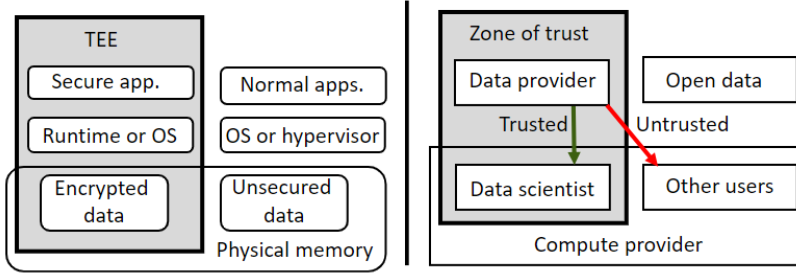 TEE
Secure app.
Normal apps.
Runtime or OS
OS or hypervisor
Encrypted
data
Unsecured
data
Physical memory
Zone of trust
Data provider
Open data
Trusted
Untrusted
Data scientist
Other users
Compute provider